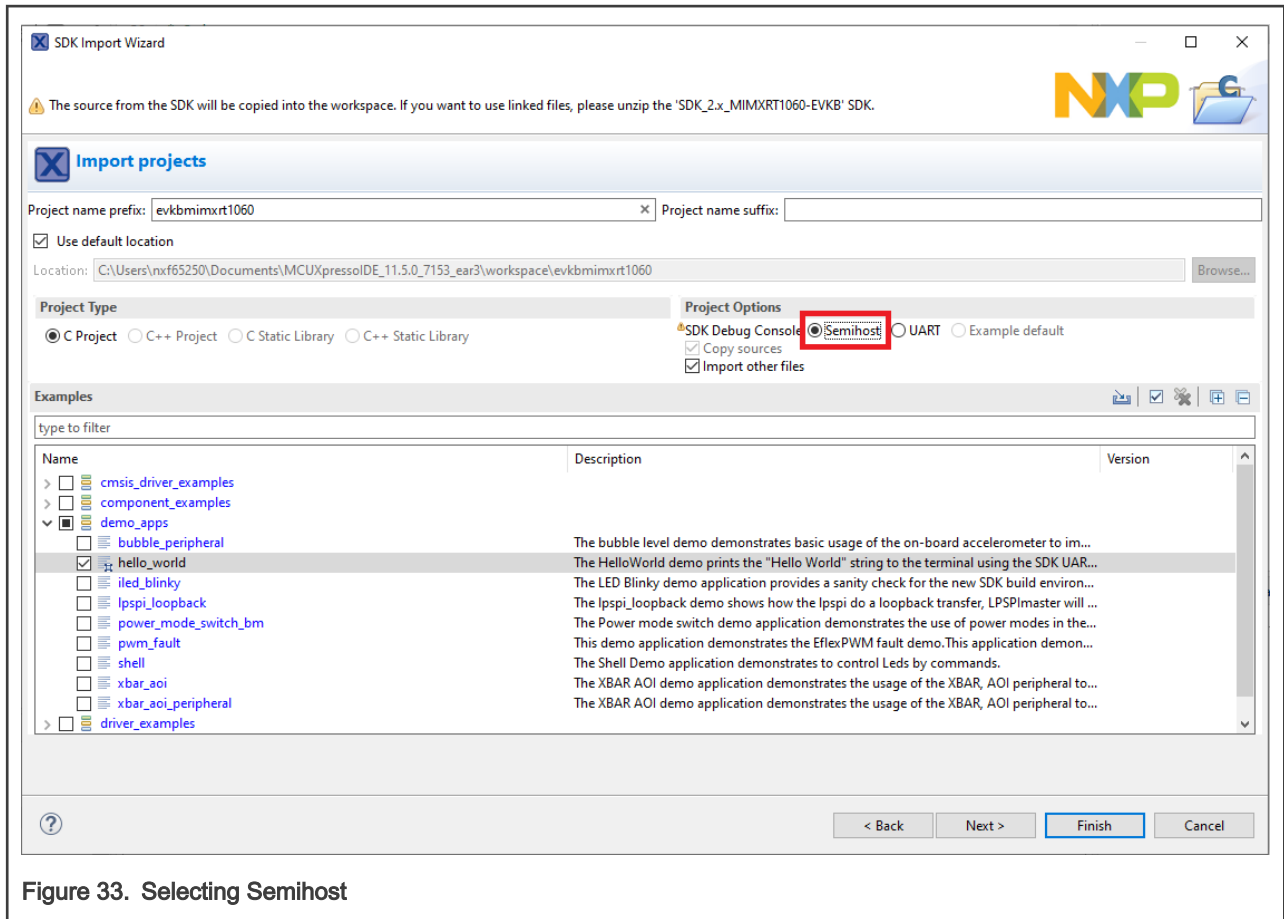 SDK Import Wizard
The source from the SDK will be copied into the workspace. If you want to use linked files, please unzip the 'SDK_2.x_MIMXRT1060-EVKB' SDK.
NXP
Import projects
Project name prefix: evkbmimxrt1060 Project name suffix:
Use default location
Location: C:\Users\nxf65250\Documents\MCUXpressoIDE_11.5.0_7153_ear3\workspace\evkbmimxrt1060 Browse...
Project Type Project Options
C Project C++ Project C Static Library C++ Static Library SDK Debug Console Semihost UART Example default
Copy sources
Import other files
Examples
type to filter
Name Description Version
cmsis_driver_examples
component_examples
demo_apps
bubble_peripheral The bubble level demo demonstrates basic usage of the on-board accelerometer to im...
hello_world The HelloWorld demo prints the "Hello World" string to the terminal using the SDK UAR...
iled_blinky The LED Blinky demo application provides a sanity check for the new SDK build environ...
lpspi_loopback The lpspi_loopback demo shows how the lpspi do a loopback transfer, LPSPImaster will ...
power_mode_switch_bm The Power mode switch demo application demonstrates the use of power modes in the...
pwm_fault This demo application demonstrates the EflexPWM fault demo.This application demon...
shell The Shell Demo application demonstrates to control Leds by commands.
xbar_aoi The XBAR AOI demo application demonstrates the usage of the XBAR, AOI peripheral to...
xbar_aoi_peripheral The XBAR AOI demo application demonstrates the usage of the XBAR, AOI peripheral to...
driver_examples
< Back Next > Finish Cancel
Figure 33. Selecting Semihost